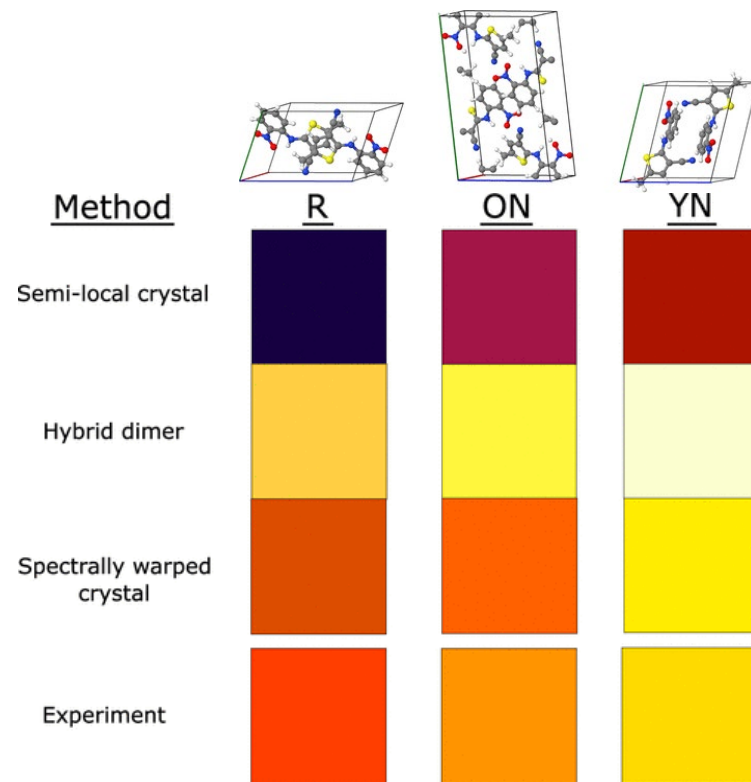 Method R ON YN
Semi-local crystal
Hybrid dimer
Spectrally warped
crystal
Experiment